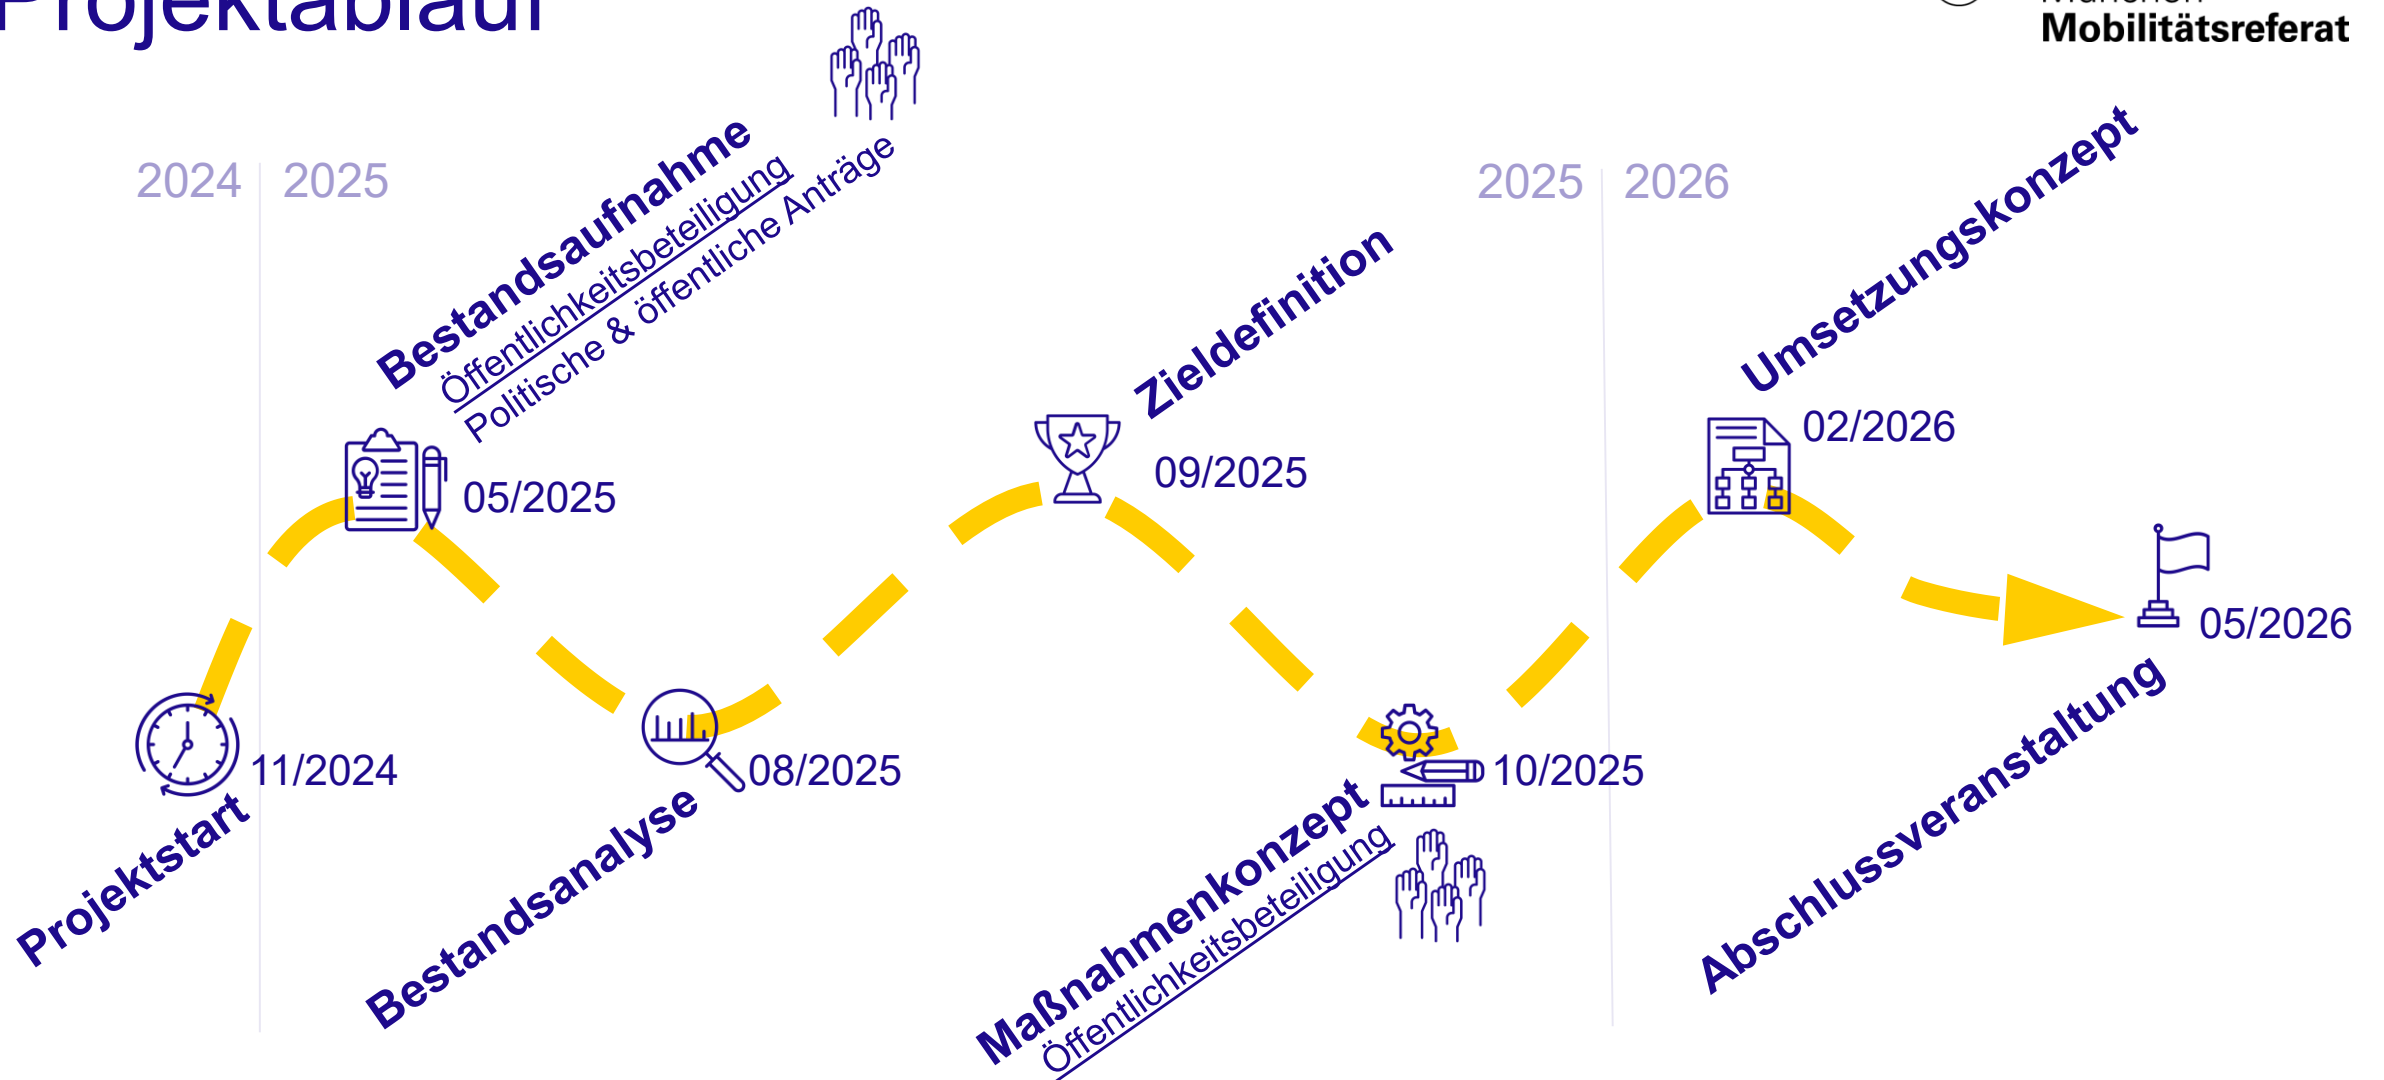 Projektablauf
München
Mobilitätsreferat
2024
2025
2025
2026
Projektstart
11/2024
Bestandsaufnahme
Öffentlichkeitsbeteiligung
Politische & öffentliche Anträge
05/2025
Bestandsanalyse
08/2025
Zieldefinition
09/2025
Maßnahmenkonzept
Öffentlichkeitsbeteiligung
10/2025
Umsetzungskonzept
02/2026
Abschlussveranstaltung
05/2026